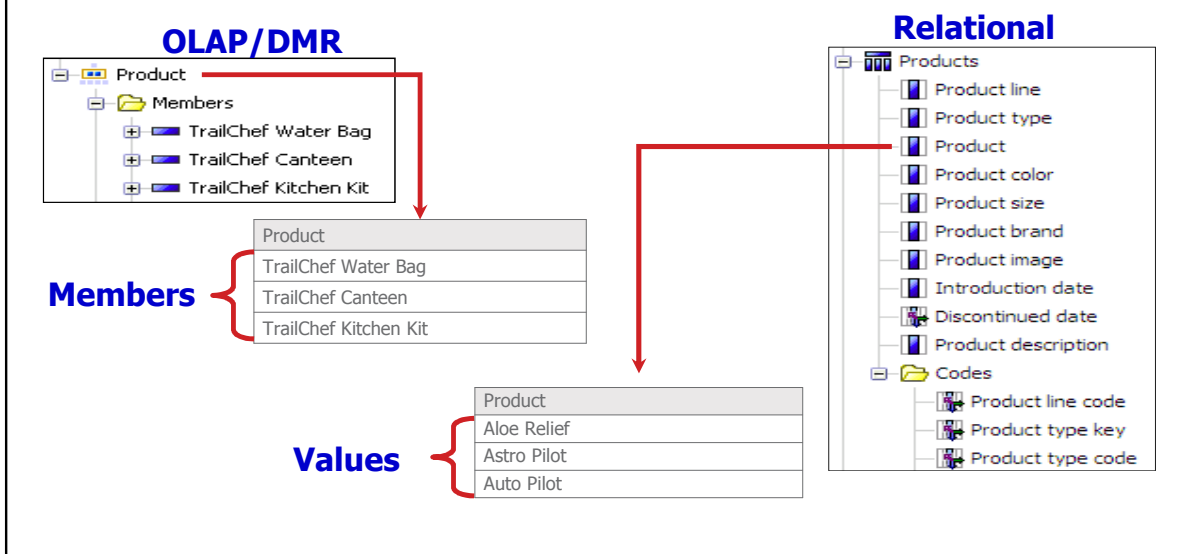 OLAP/DMR
Product
Members
TrailChef Water Bag
TrailChef Canteen
TrailChef Kitchen Kit
Members
Product
TrailChef Water Bag
TrailChef Canteen
TrailChef Kitchen Kit
Relational
Products
Product line
Product type
Product
Product color
Product size
Product brand
Product image
Introduction date
Discontinued date
Product description
Codes
Product line code
Product type key
Product type code
Values
Product
Aloe Relief
Astro Pilot
Auto Pilot